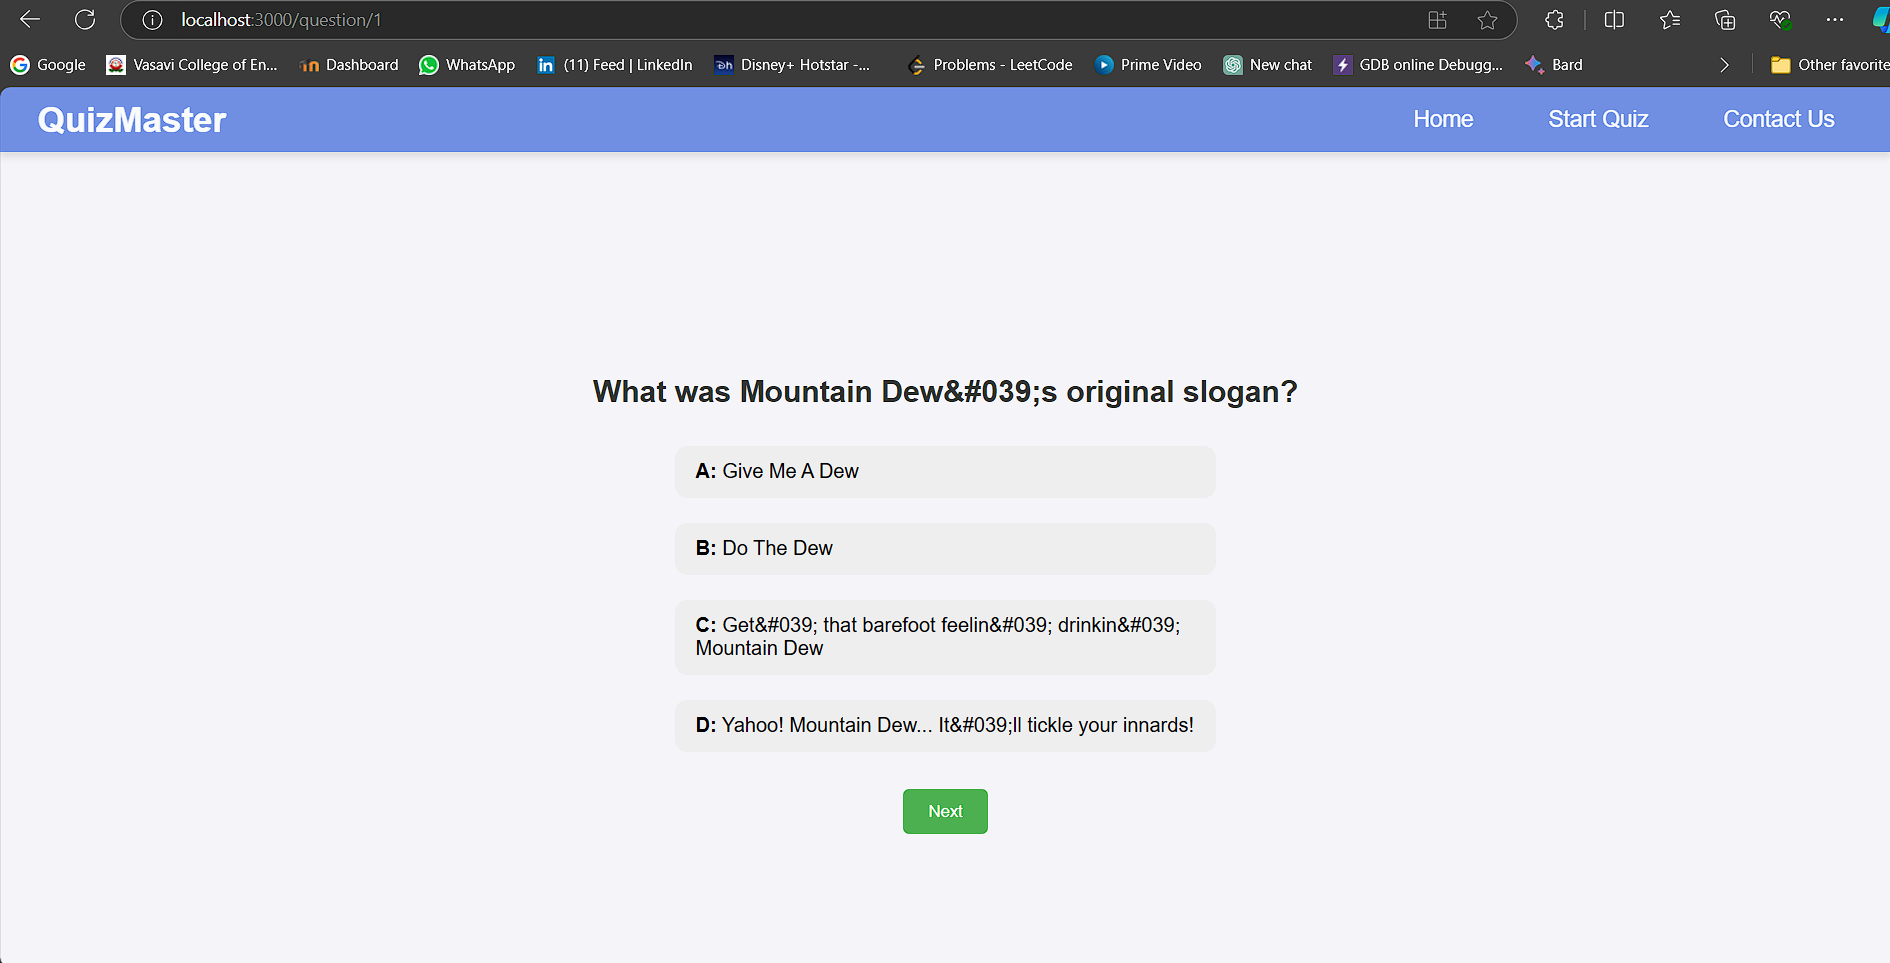 localhost:3000/question/1
Google Vasavi College of En... Dashboard WhatsApp (11) Feed | LinkedIn Disney+ Hotstar -... Problems - LeetCode Prime Video New chat GDB online Debugg... Bard Other favorite
QuizMaster Home Start Quiz Contact Us
What was Mountain Dew&#039;s original slogan?
A: Give Me A Dew
B: Do The Dew
C: Get&#039; that barefoot feelin&#039; drinkin&#039;
Mountain Dew
D: Yahoo! Mountain Dew... It&#039;ll tickle your innards!
Next